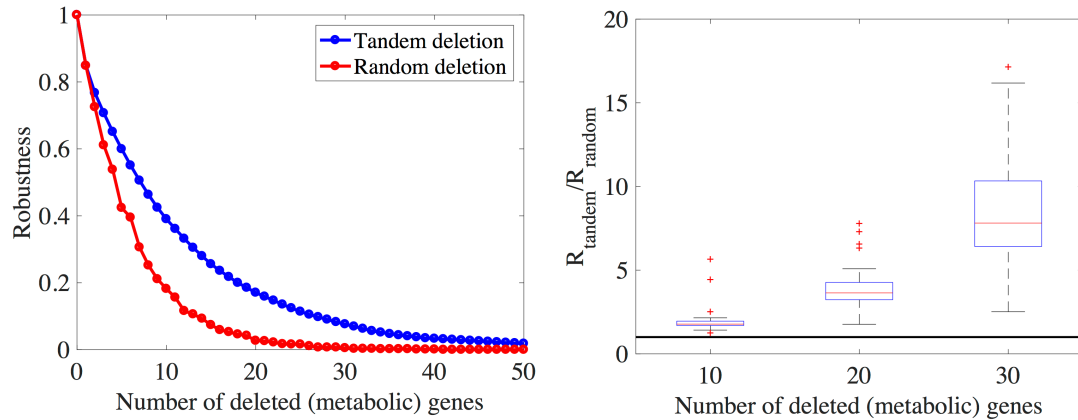 1
0.8
0.6
0.4
0.2
0
Robustness
Tandem deletion
Random deletion
0 10 20 30 40 50
Number of deleted (metabolic) genes
20
15
10
5
0
R_tandem/R_random
10 20 30
Number of deleted (metabolic) genes